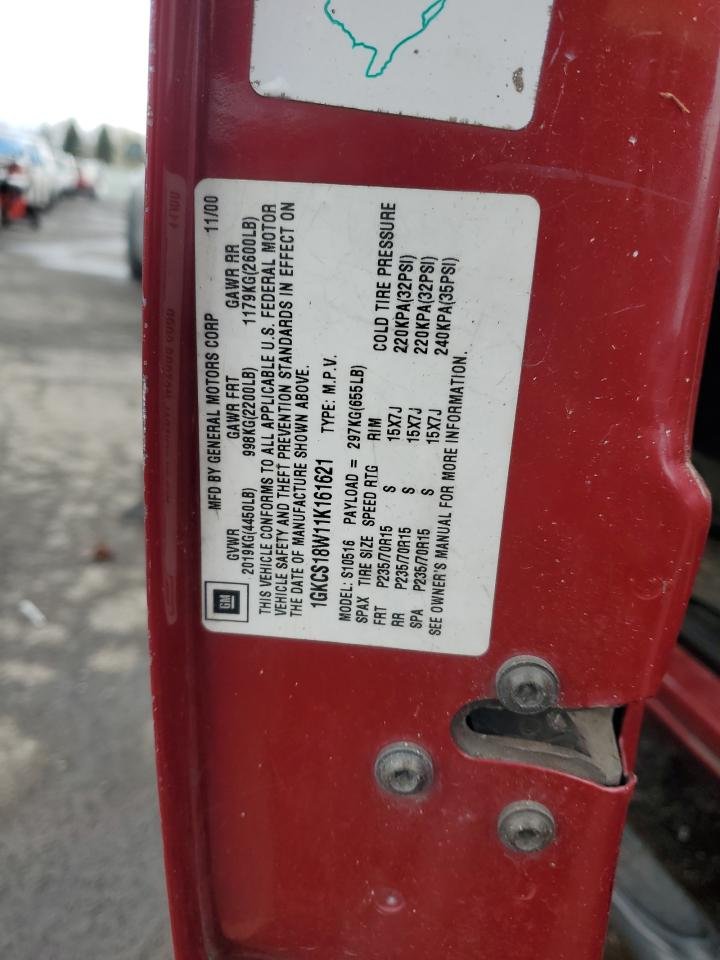 MFD BY GENERAL MOTORS CORP 11/00
GVWR GAWR FRT GAWR RR
2019KG(4450LB) 998KG(2200LB) 1179KG(2600LB)
THIS VEHICLE CONFORMS TO ALL APPLICABLE U.S. FEDERAL MOTOR
VEHICLE SAFETY AND THEFT PREVENTION STANDARDS IN EFFECT ON
THE DATE OF MANUFACTURE SHOWN ABOVE.
1GKCS18W11K161621 TYPE: M.P.V.
MODEL: S10516 PAYLOAD = 297KG(655LB)
SPAX TIRE SIZE SPEED RTG RIM COLD TIRE PRESSURE
FRT P235/70R15 S 15X7J 220KPA(32PSI)
RR P235/70R15 S 15X7J 220KPA(32PSI)
SPA P235/70R15 S 15X7J 240KPA(35PSI)
SEE OWNER'S MANUAL FOR MORE INFORMATION.
GM